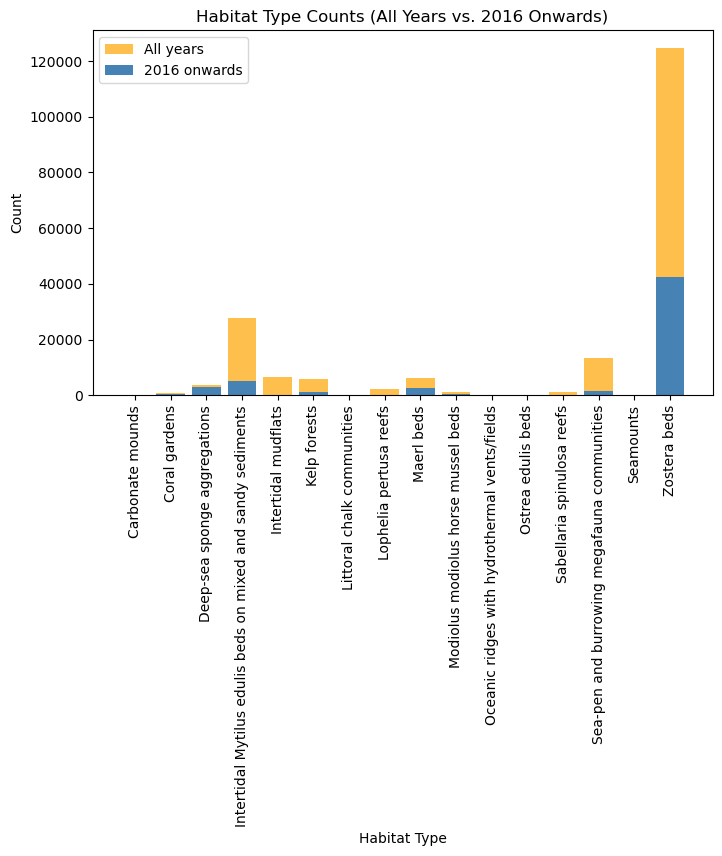 Habitat Type Counts (All Years vs. 2016 Onwards)
All years
2016 onwards
Count
120000
100000
80000
60000
40000
20000
0
Carbonate mounds
Coral gardens
Deep-sea sponge aggregations
Intertidal Mytilus edulis beds on mixed and sandy sediments
Intertidal mudflats
Kelp forests
Littoral chalk communities
Lophelia pertusa reefs
Maerl beds
Modiolus modiolus horse mussel beds
Oceanic ridges with hydrothermal vents/fields
Ostrea edulis beds
Sabellaria spinulosa reefs
Sea-pen and burrowing megafauna communities
Seamounts
Zostera beds
Habitat Type